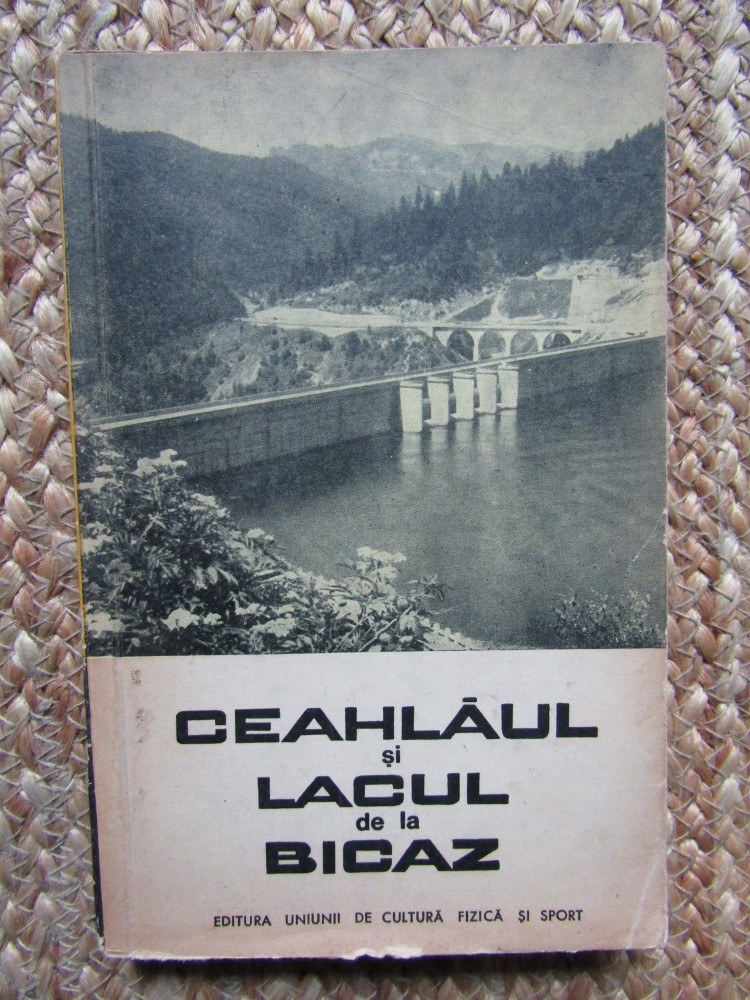 CEAHLĂUL
și
LACUL
de la
BICAZ
EDITURA UNIUNII DE CULTURĂ FIZICĂ ȘI SPORT